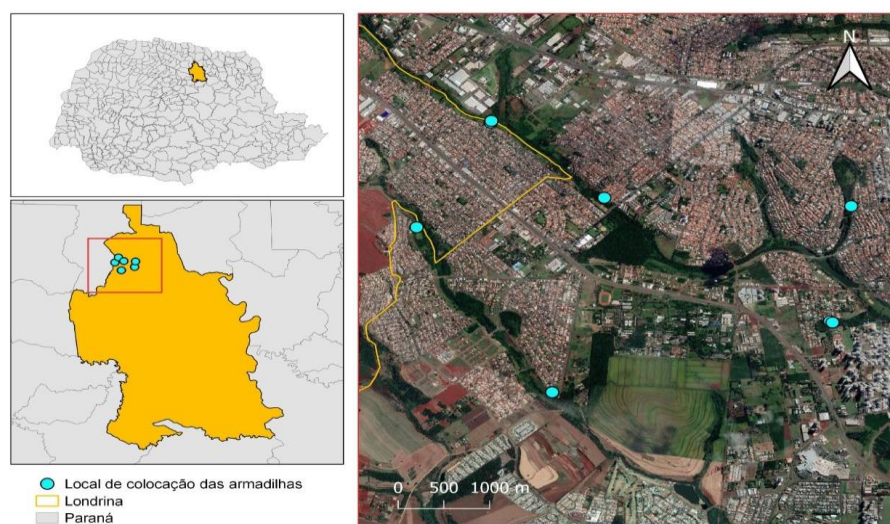 N
0 500 1000 m
Local de colocação das armadilhas
Londrina
Paraná